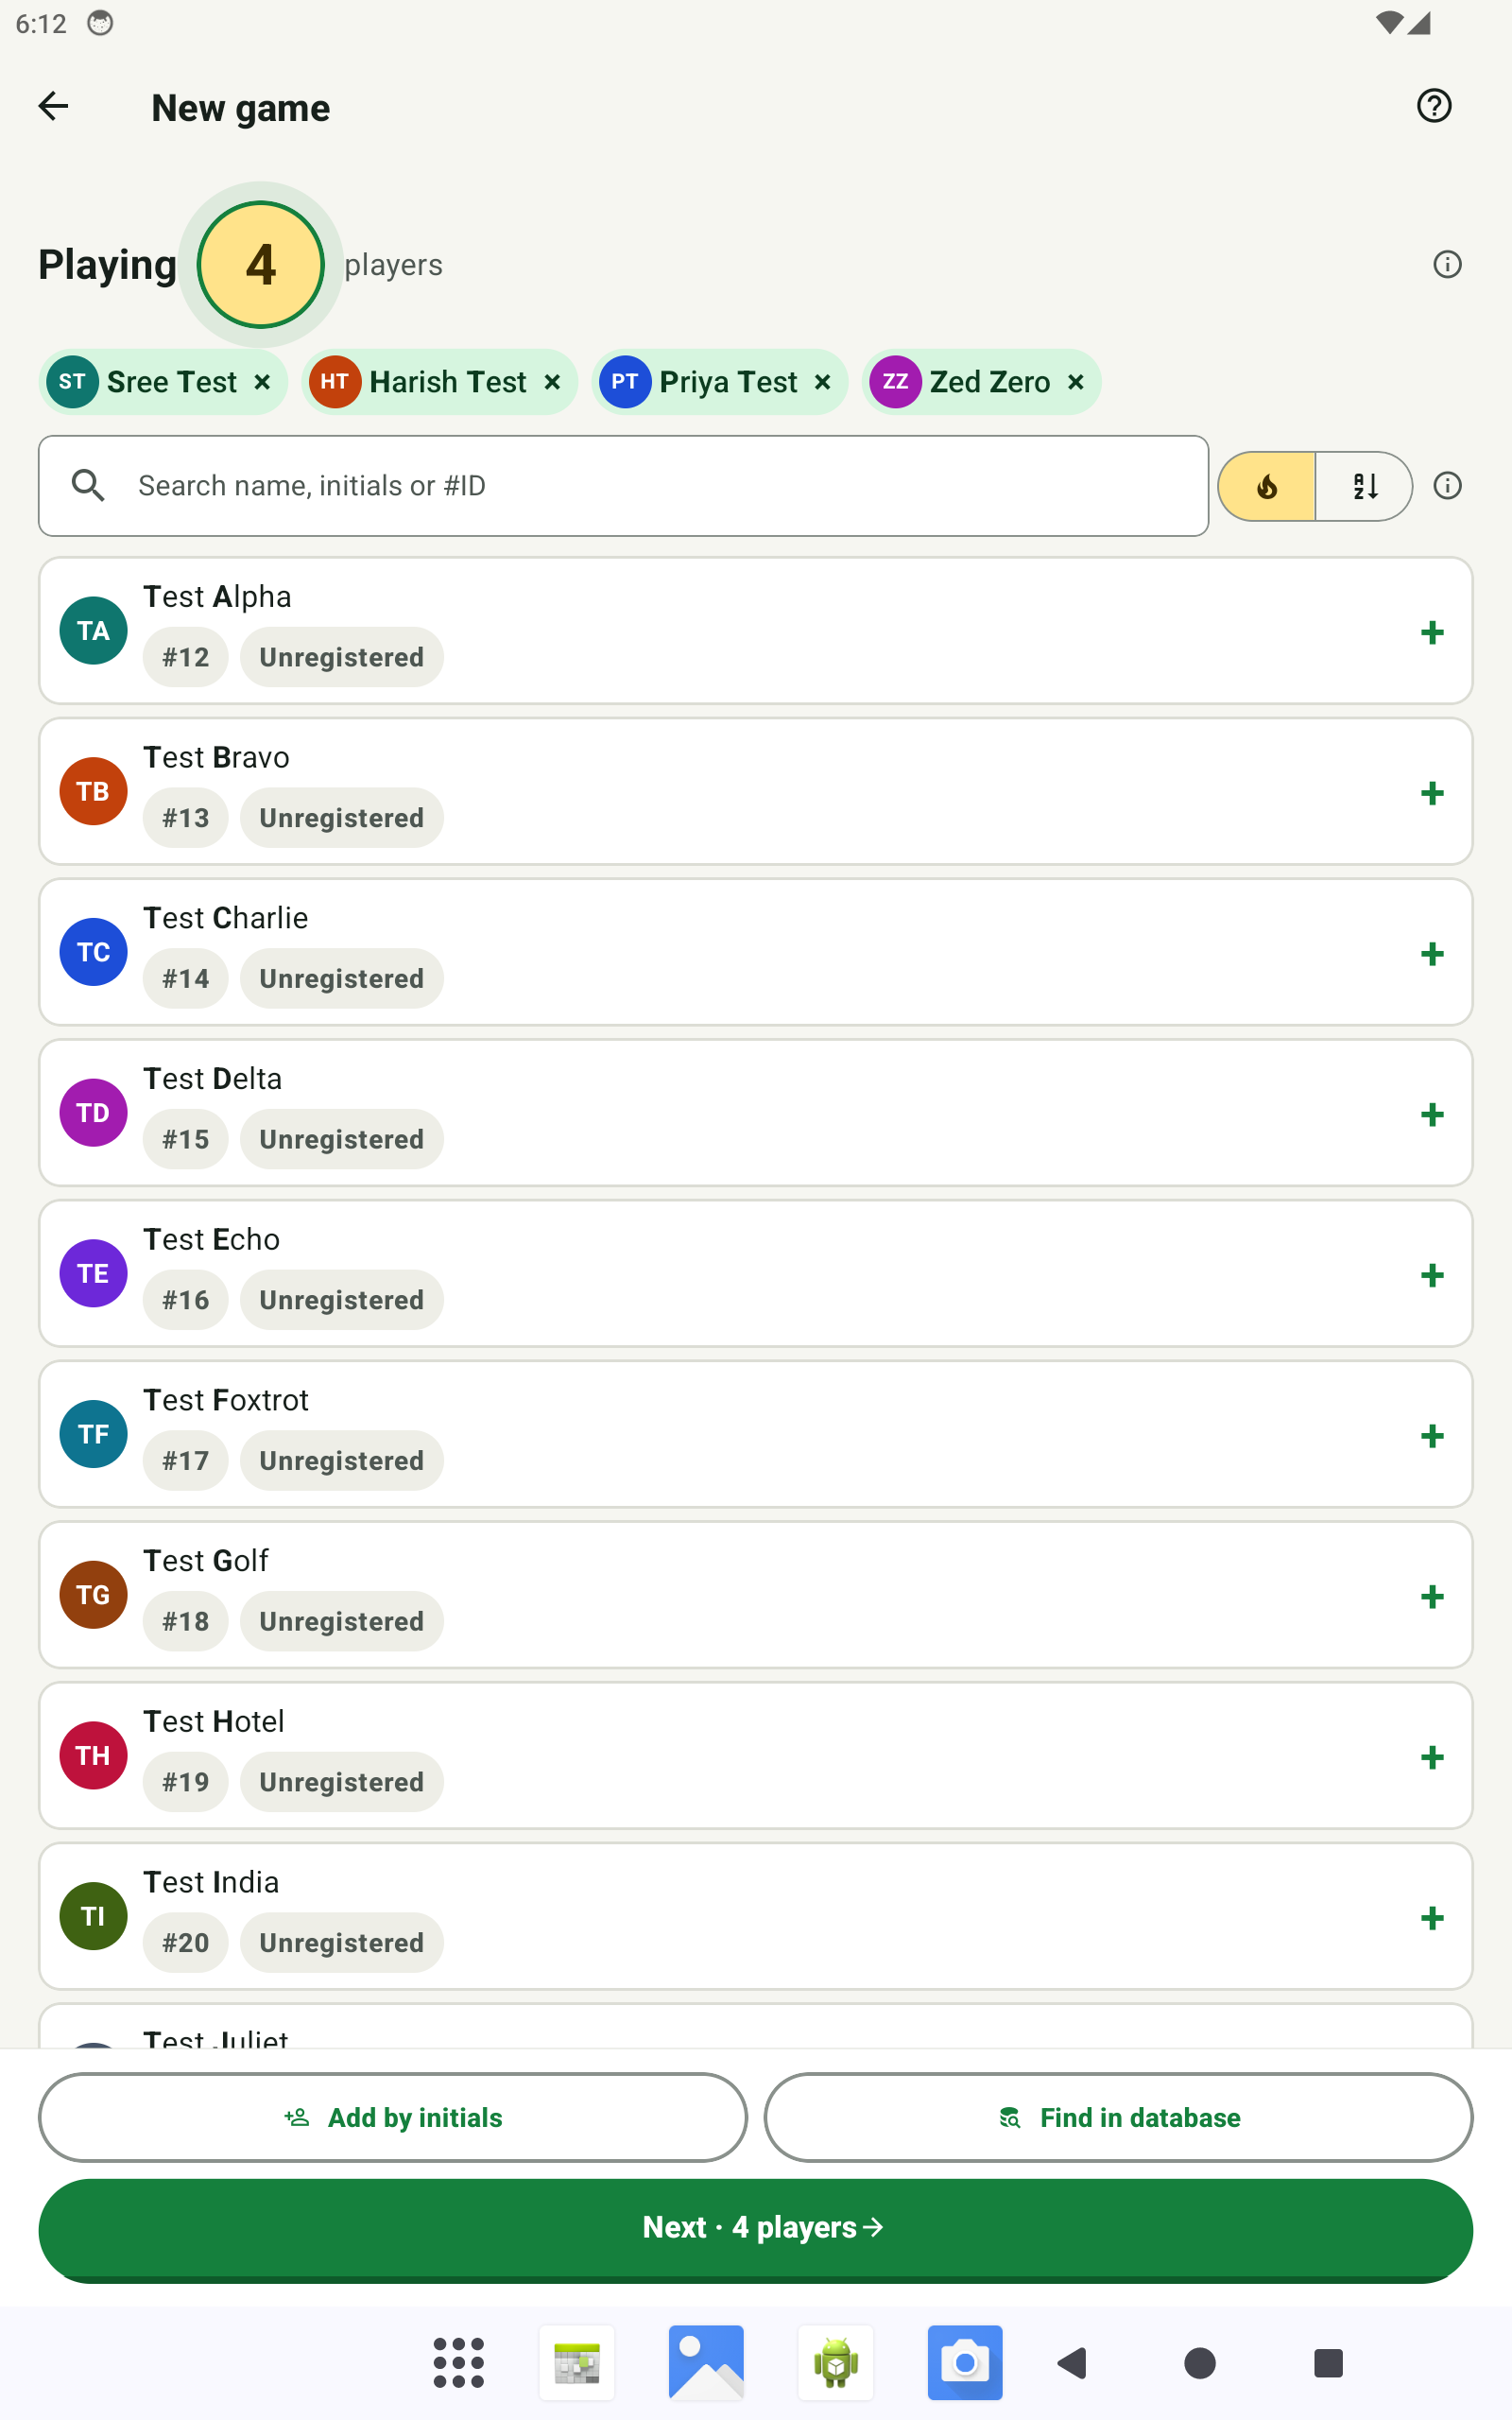 6:12
New game
Playing 4 players
ST Sree Test × HT Harish Test × PT Priya Test × ZZ Zed Zero ×
Search name, initials or #ID
TA Test Alpha
#12 Unregistered
TB Test Bravo
#13 Unregistered
TC Test Charlie
#14 Unregistered
TD Test Delta
#15 Unregistered
TE Test Echo
#16 Unregistered
TF Test Foxtrot
#17 Unregistered
TG Test Golf
#18 Unregistered
TH Test Hotel
#19 Unregistered
TI Test India
#20 Unregistered
Test Juliet
Add by initials Find in database
Next · 4 players →